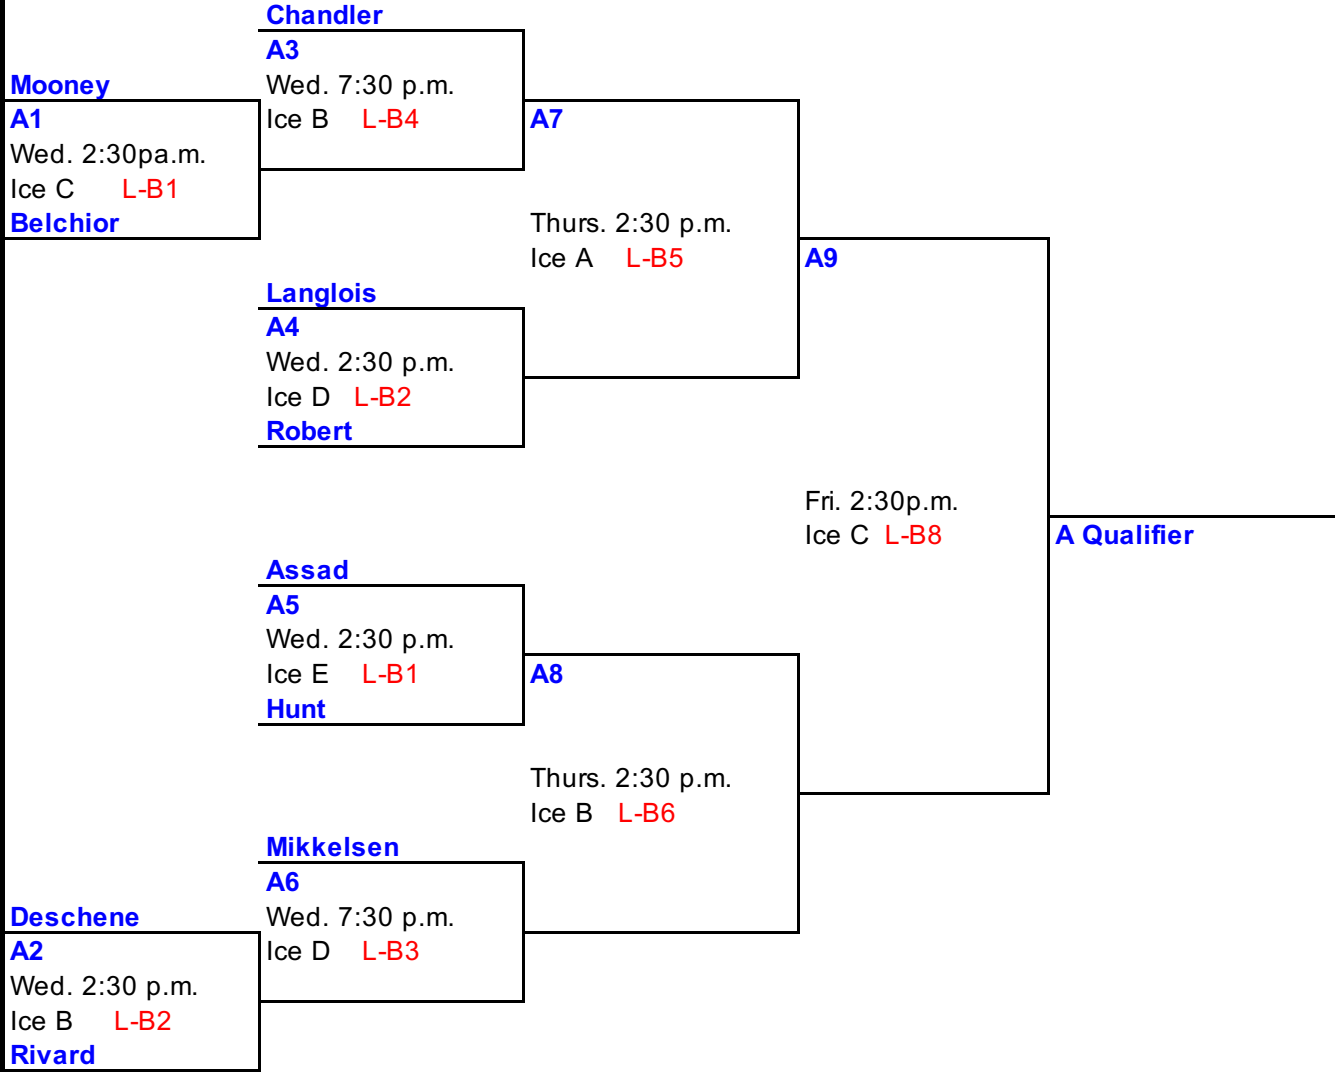 Chandler
A3
Mooney
Wed. 7:30 p.m.
A1
Ice B L-B4
A7
Wed. 2:30pa.m.
Ice C L-B1
Belchior
Thurs. 2:30 p.m.
Ice A L-B5
A9
Langlois
A4
Wed. 2:30 p.m.
Ice D L-B2
Robert
Fri. 2:30p.m.
Ice C L-B8
A Qualifier
Assad
A5
Wed. 2:30 p.m.
Ice E L-B1
A8
Hunt
Thurs. 2:30 p.m.
Ice B L-B6
Mikkelsen
A6
Deschene
Wed. 7:30 p.m.
A2
Ice D L-B3
Wed. 2:30 p.m.
Ice B L-B2
Rivard